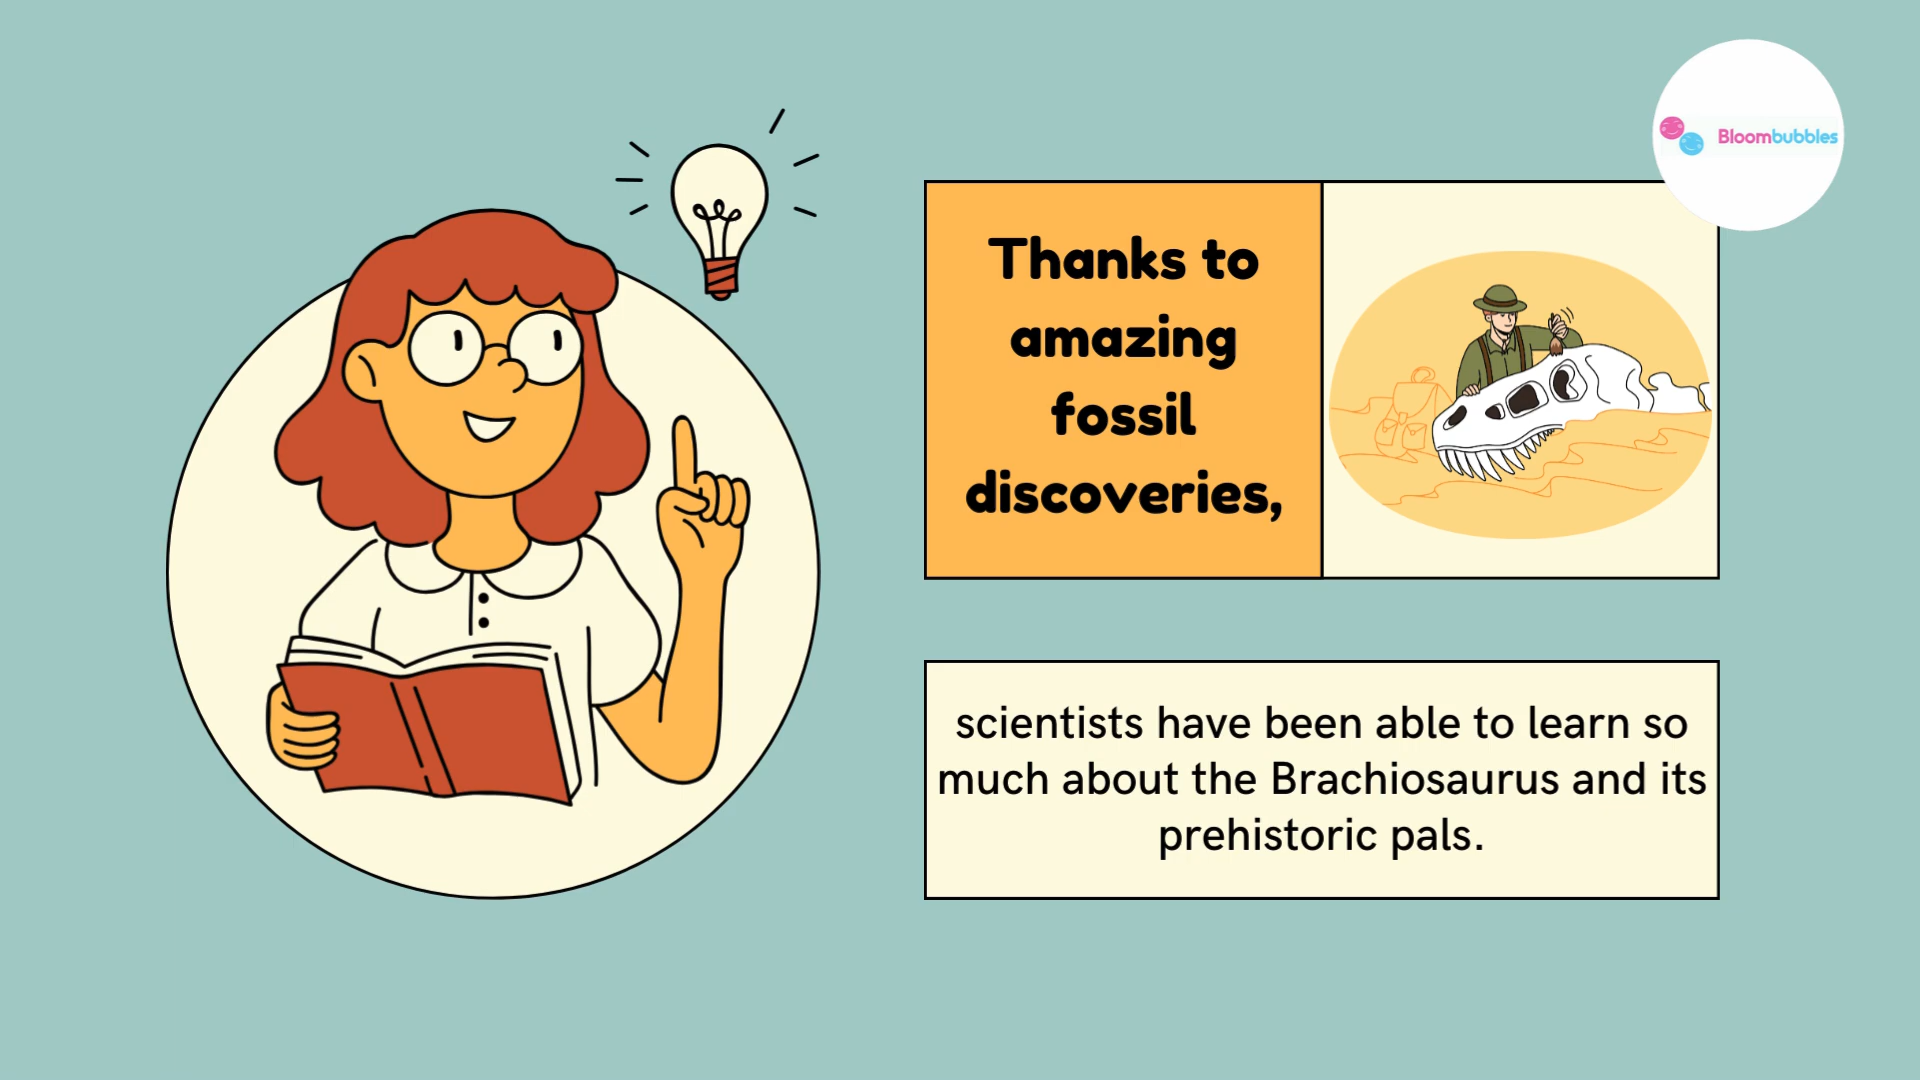 Bloombubbles
Thanks to
amazing
fossil
discoveries,
scientists have been able to learn so
much about the Brachiosaurus and its
prehistoric pals.